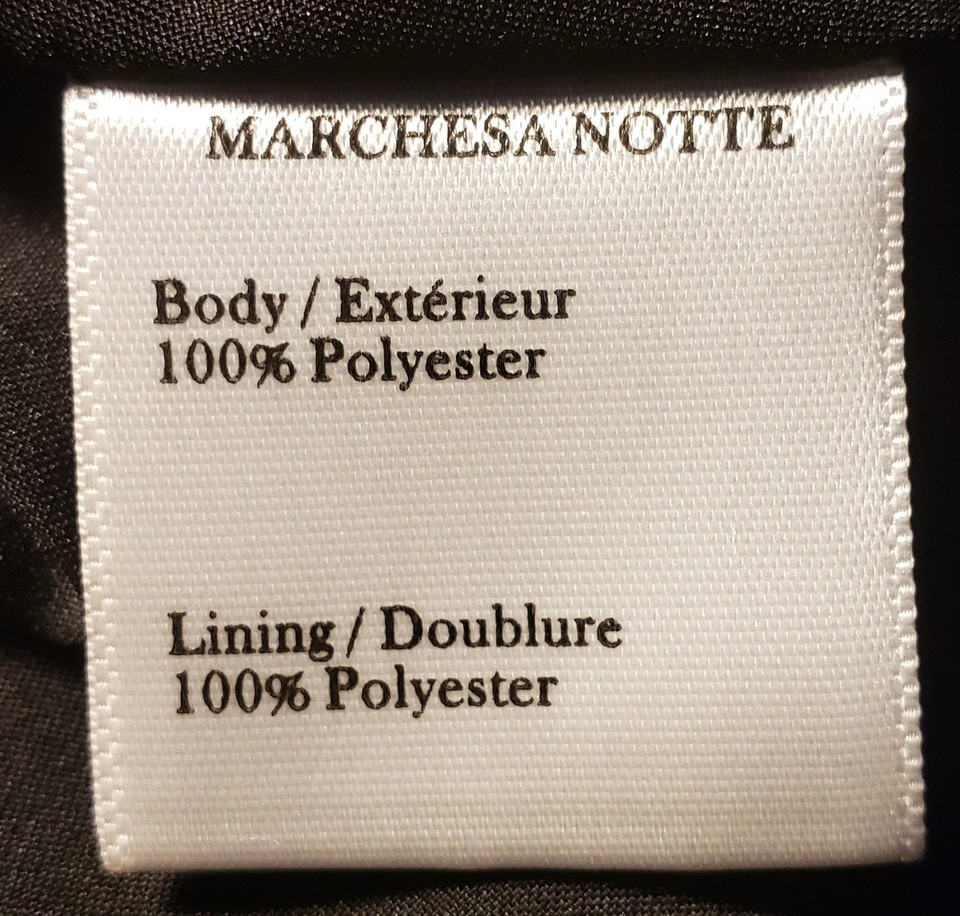 MARCHESA NOTTE
Body / Extérieur
100% Polyester
Lining / Doublure
100% Polyester